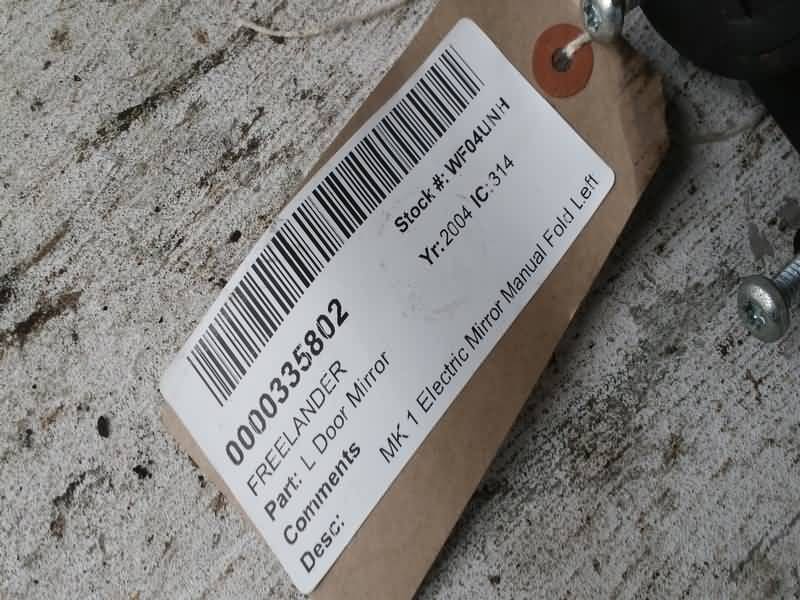 0000335802
Stock #: WF04UNH
FREELANDER
Yr:2004 IC:314
Part: L Door Mirror
Comments
MK 1 Electric Mirror Manual Fold Left
Desc: